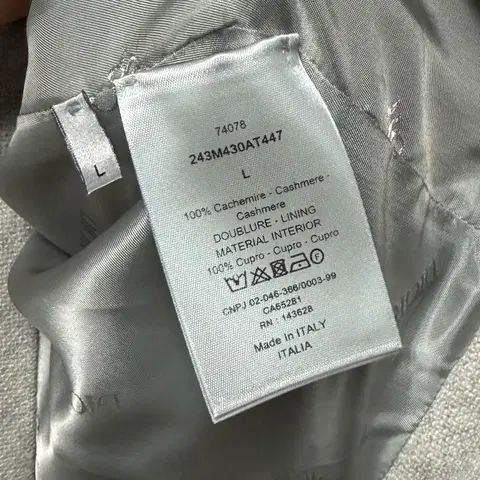 74078
243M430AT447
L
100% Cachemire - Cashmere -
Cashmere
DOUBLURE - LINING
MATERIAL INTERIOR
100% Cupro - Cupro - Cupro
F
CNPJ 02-046-366/0003-99
CA65281
RN : 143628
Made In ITALY
ITALIA
L